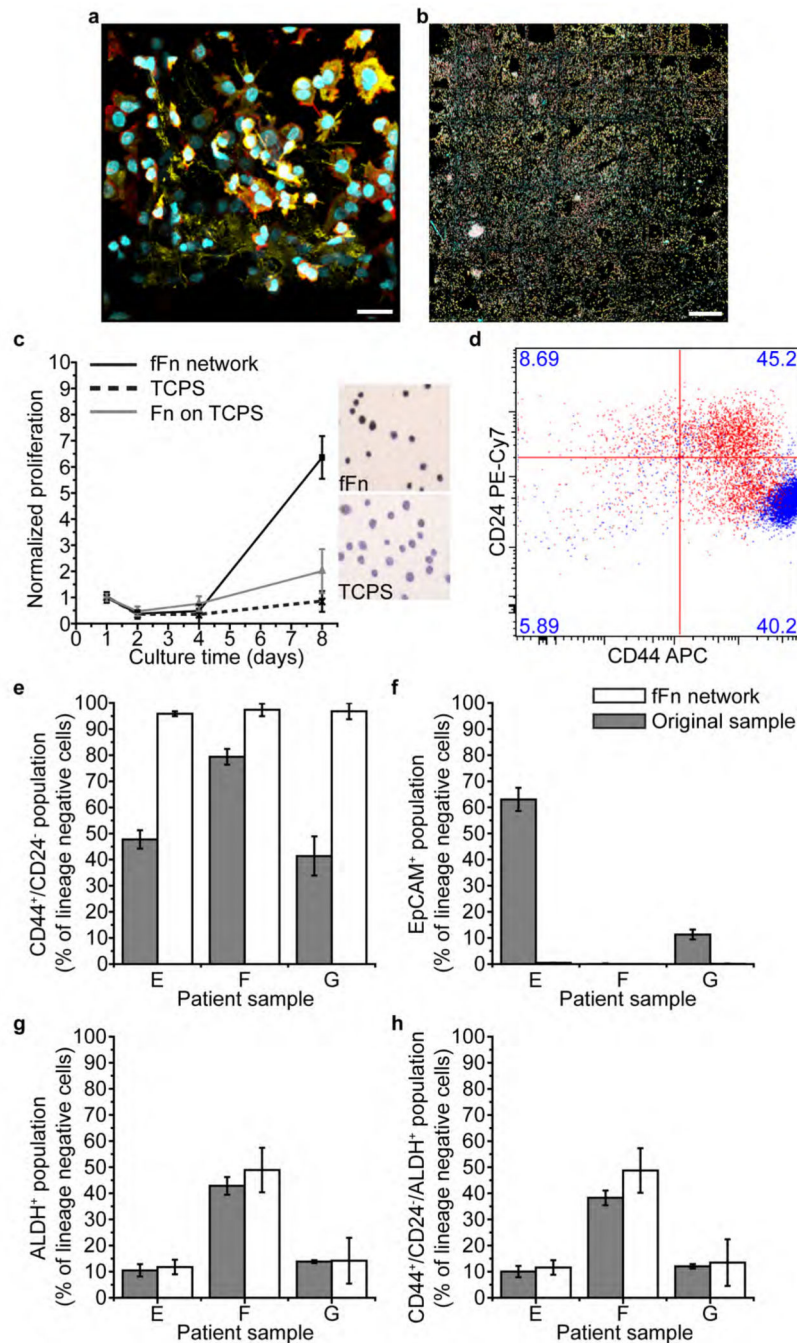 a
b
c
10
9
8
7
6
5
4
3
2
1
0
0 1 2 3 4 5 6 7 8
Normalized proliferation
Culture time (days)
fFn network
TCPS
Fn on TCPS
fFn
TCPS
d
8.69
45.2
5.89
40.2
CD24 PE-Cy7
CD44 APC
e
100
90
80
70
60
50
40
30
20
10
0
CD44⁺/CD24⁻ population
(% of lineage negative cells)
E F G
Patient sample
f
fFn network
Original sample
100
90
80
70
60
50
40
30
20
10
0
EpCAM⁺ population
(% of lineage negative cells)
E F G
Patient sample
g
100
90
80
70
60
50
40
30
20
10
0
ALDH⁺ population
(% of lineage negative cells)
E F G
Patient sample
h
100
90
80
70
60
50
40
30
20
10
0
CD44⁺/CD24⁻/ALDH⁺ population
(% of lineage negative cells)
E F G
Patient sample